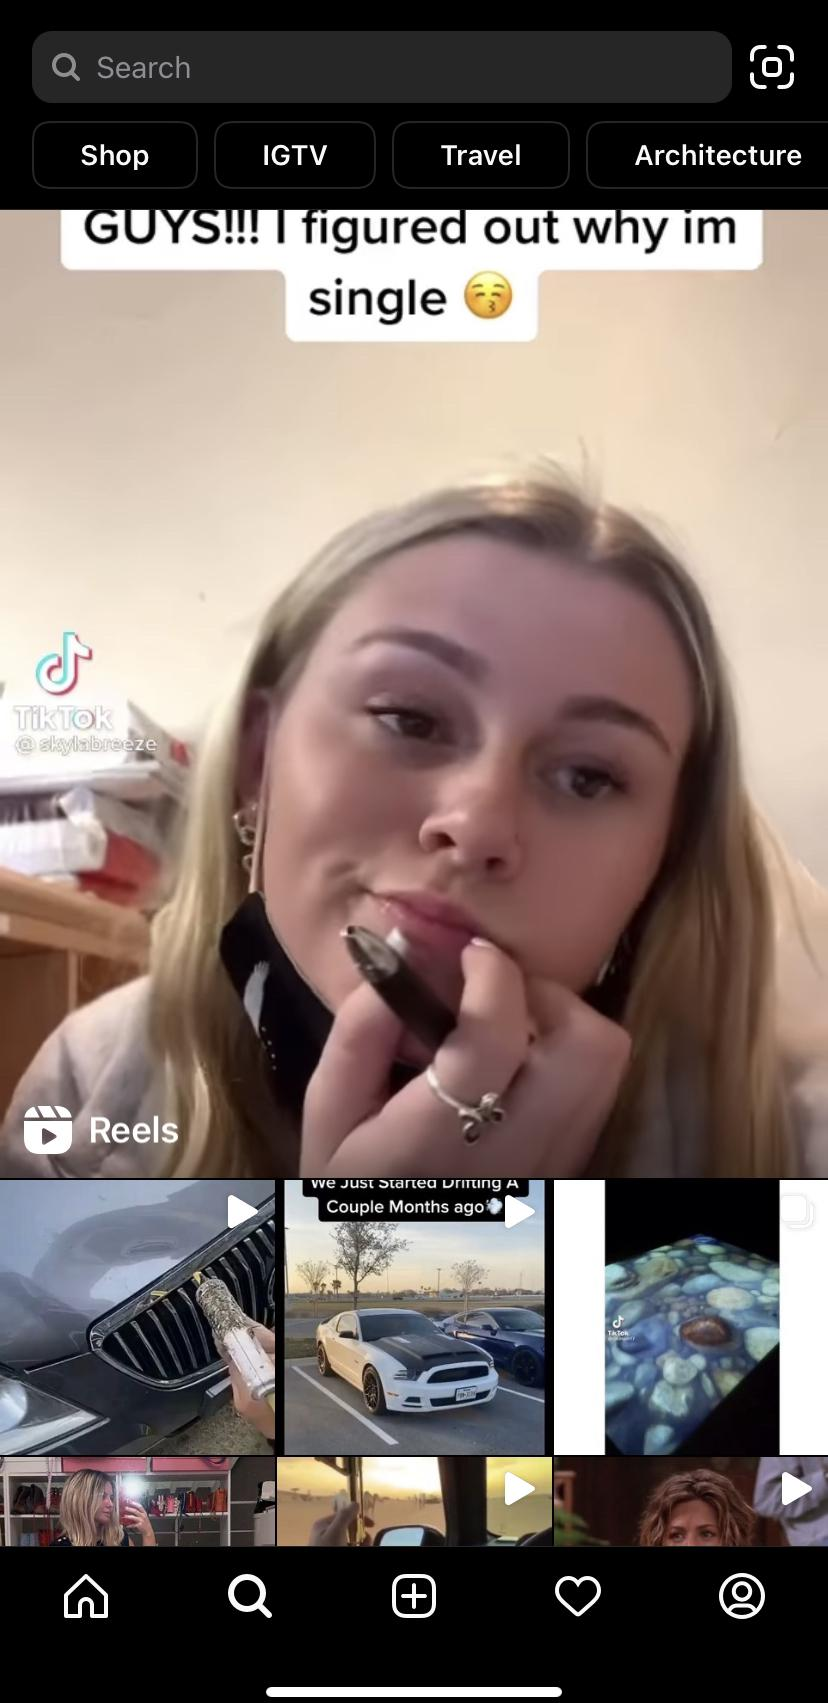 Search
Shop
IGTV
Travel
Architecture
GUYS!!! I figured out why im
single 😚
TikTok
@ skylabreeze
Reels
We Just Started Drifting A
Couple Months ago💨
TikTok